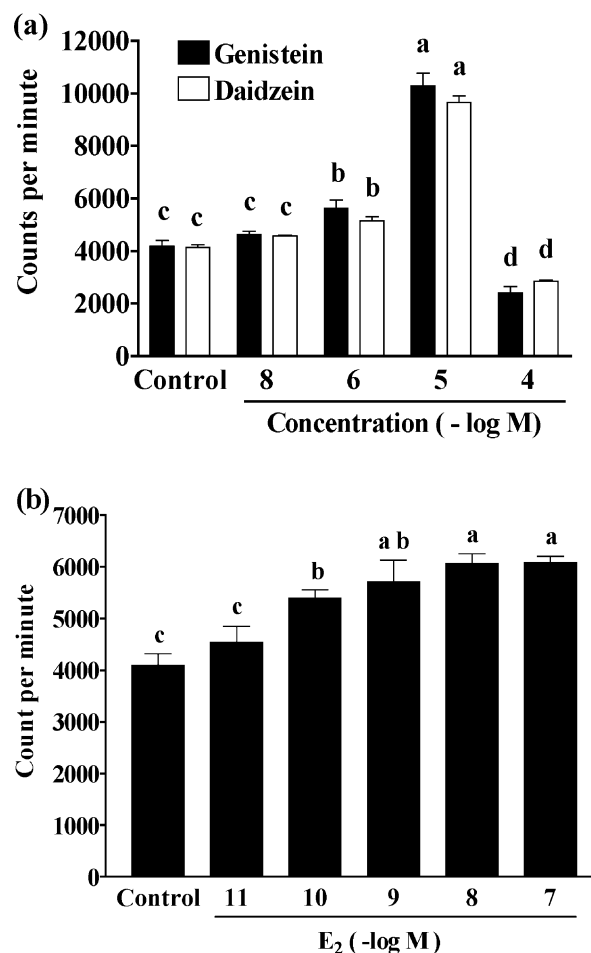 (a)
12000
10000
8000
6000
4000
2000
0
Counts per minute
Genistein
Daidzein
c c c c b b a a d d
Control 8 6 5 4
Concentration ( - log M)
(b)
7000
6000
5000
4000
3000
2000
1000
0
Count per minute
c c b a b a a
Control 11 10 9 8 7
E₂ ( -log M )